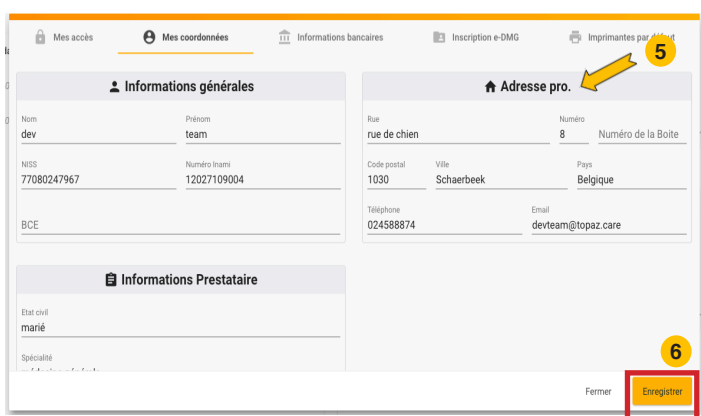 Mes accès Mes coordonnées Informations bancaires Inscription e-DMG Imprimantes par défaut
5
Informations générales
Nom Prénom
dev team
NISS Numéro Inami
77080247967 12027109004
BCE
Adresse pro.
Rue Numéro
rue de chien 8 Numéro de la Boite
Code postal Ville Pays
1030 Schaerbeek Belgique
Téléphone Email
024588874 devteam@topaz.care
Informations Prestataire
Etat civil
marié
Spécialité
6
Fermer Enregistrer